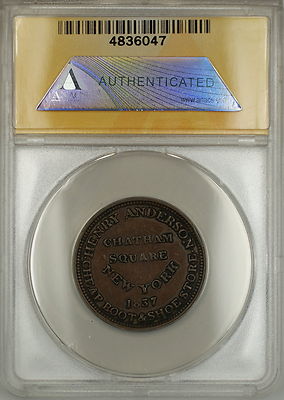 4836047
AUTHENTICATED
HENRY ANDERSON
CHATHAM
SQUARE
NEW YORK
1837
CHEAP BOOT & SHOE STORE